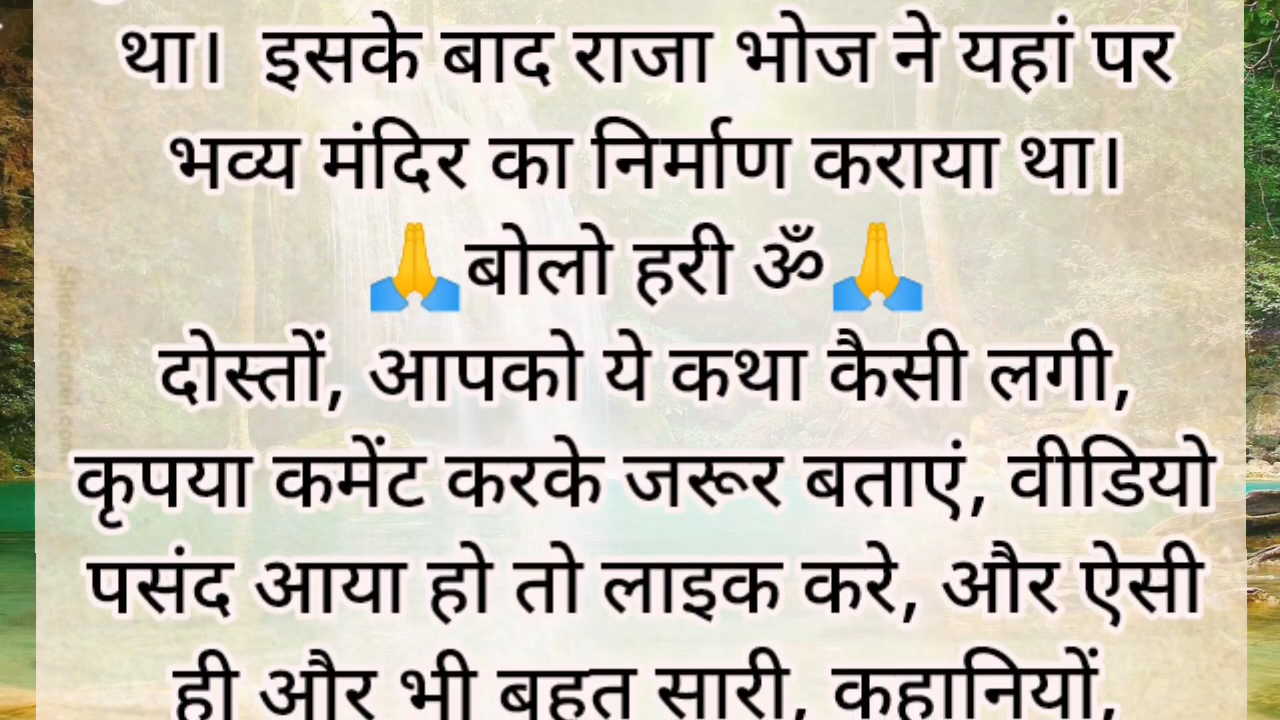 था। इसके बाद राजा भोज ने यहां पर
भव्य मंदिर का निर्माण कराया था।
🙏बोलो हरी ॐ🙏
दोस्तों, आपको ये कथा कैसी लगी,
कृपया कमेंट करके जरूर बताएं, वीडियो
पसंद आया हो तो लाइक करे, और ऐसी
ही और भी बहुत सारी, कहानियों,